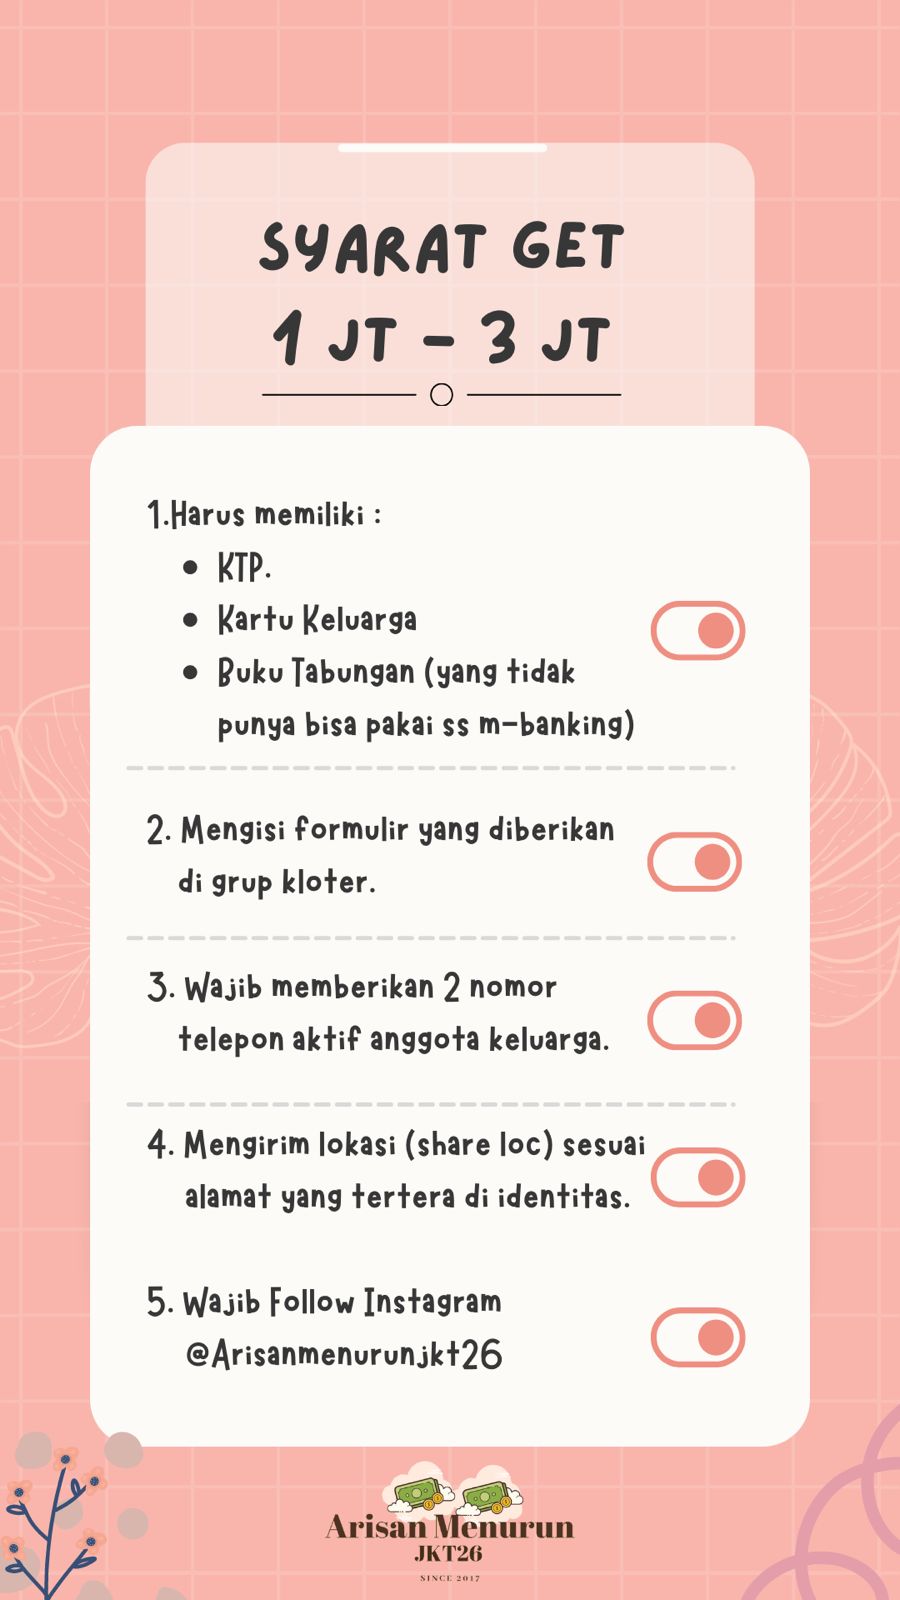 SYARAT GET
1 JT - 3 JT
1.Harus memiliki :
• KTP.
• Kartu Keluarga
• Buku Tabungan (yang tidak
punya bisa pakai ss m-banking)
2. Mengisi formulir yang diberikan
di grup kloter.
3. Wajib memberikan 2 nomor
telepon aktif anggota keluarga.
4. Mengirim lokasi (share loc) sesuai
alamat yang tertera di identitas.
5. Wajib Follow Instagram
@Arisanmenurunjkt26
Arisan Menurun
JKT26
SINCE 2017